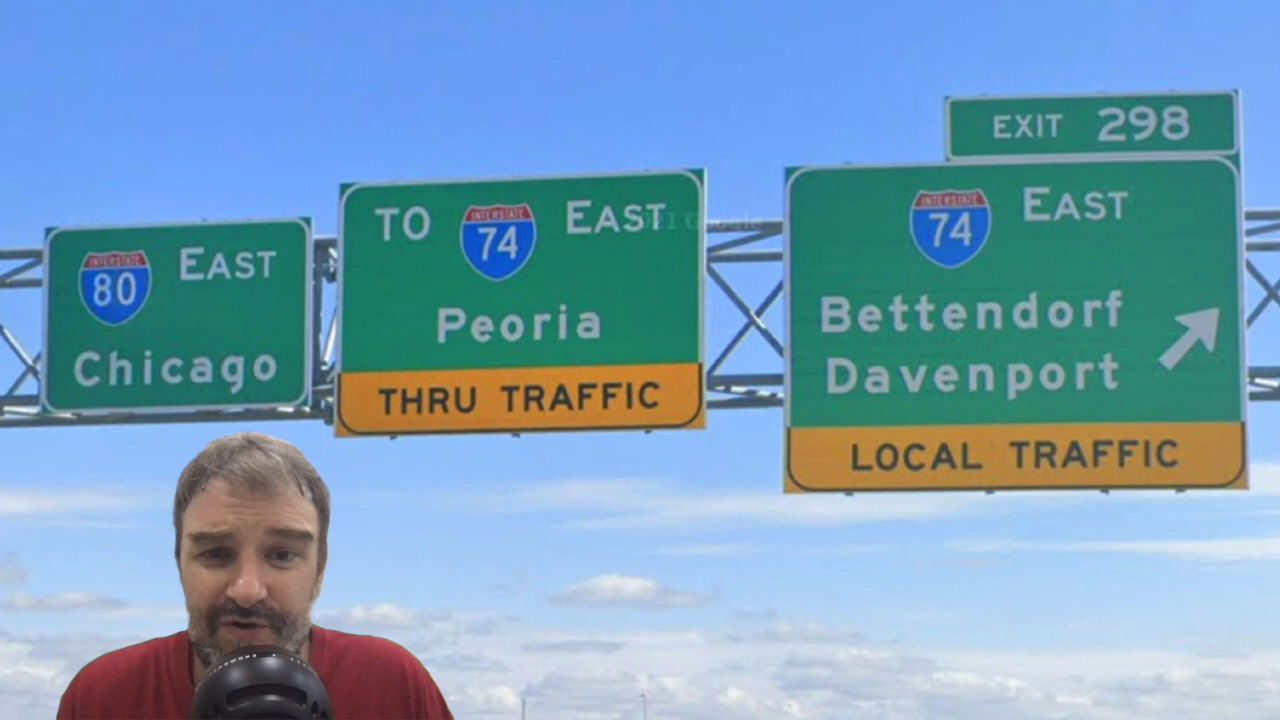 INTERSTATE
80
EAST
Chicago
TO
INTERSTATE
74
EAST
Peoria
THRU TRAFFIC
EXIT 298
INTERSTATE
74
EAST
Bettendorf
Davenport
LOCAL TRAFFIC
Google